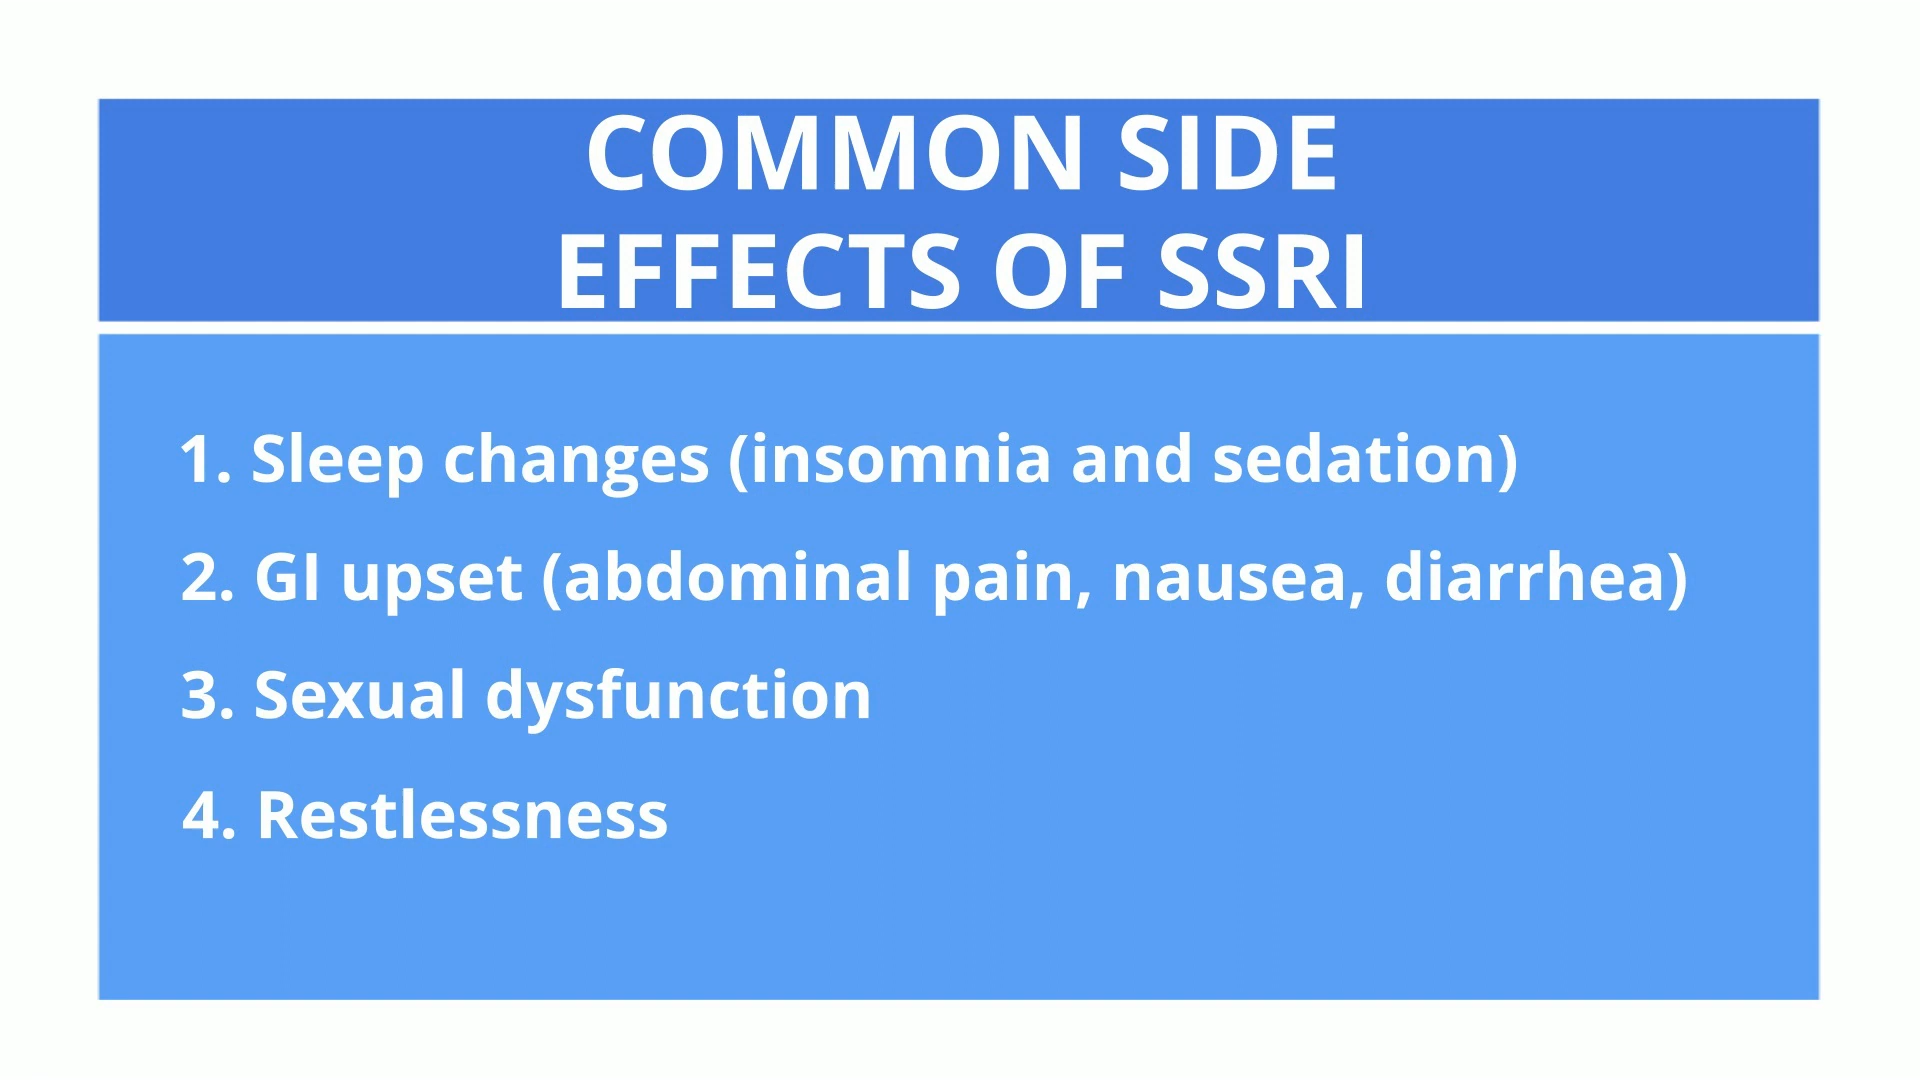 COMMON SIDE
EFFECTS OF SSRI
1. Sleep changes (insomnia and sedation)
2. GI upset (abdominal pain, nausea, diarrhea)
3. Sexual dysfunction
4. Restlessness